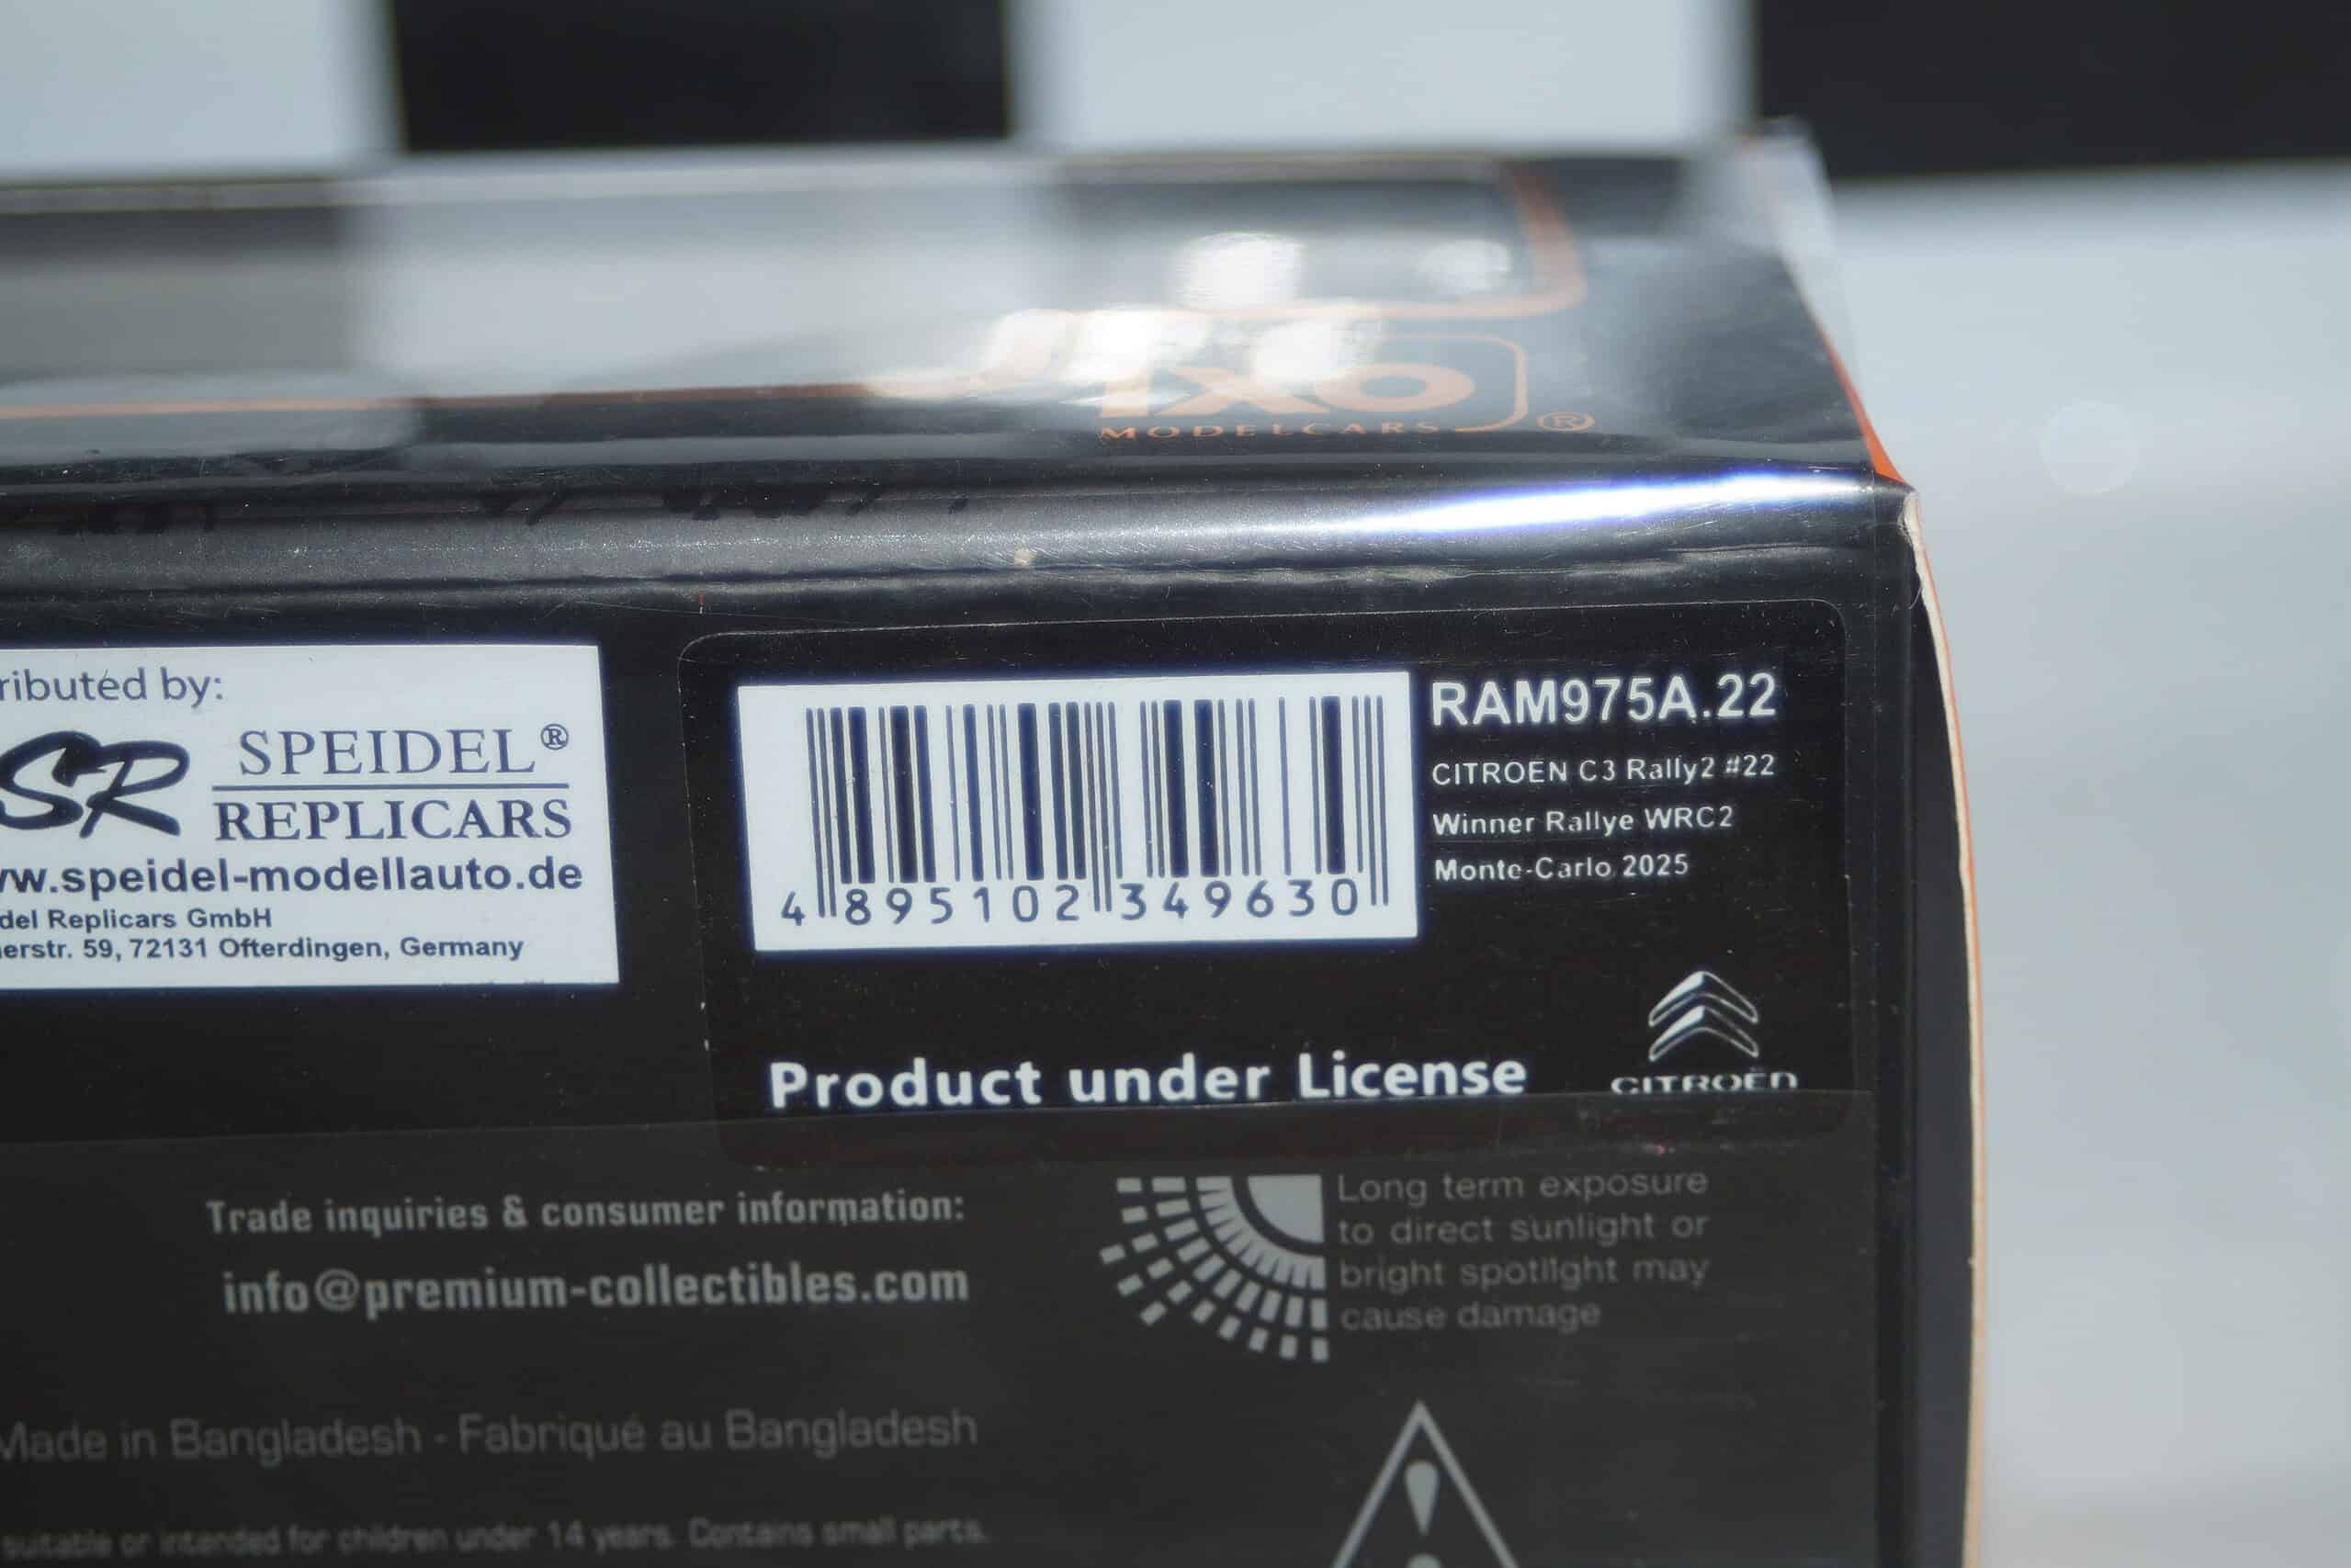 ixo
MODELCARS ®
ributed by:
SR SPEIDEL®
REPLICARS
w.speidel-modellauto.de
del Replicars GmbH
erstr. 59, 72131 Ofterdingen, Germany
4 895102 349630
RAM975A.22
CITROEN C3 Rally2 #22
Winner Rallye WRC2
Monte-Carlo 2025
Product under License
CITROËN
Trade inquiries & consumer information:
info@premium-collectibles.com
Long term exposure
to direct sunlight or
bright spotlight may
cause damage
Made in Bangladesh - Fabriqué au Bangladesh
suitable or intended for children under 14 years. Contains small parts.